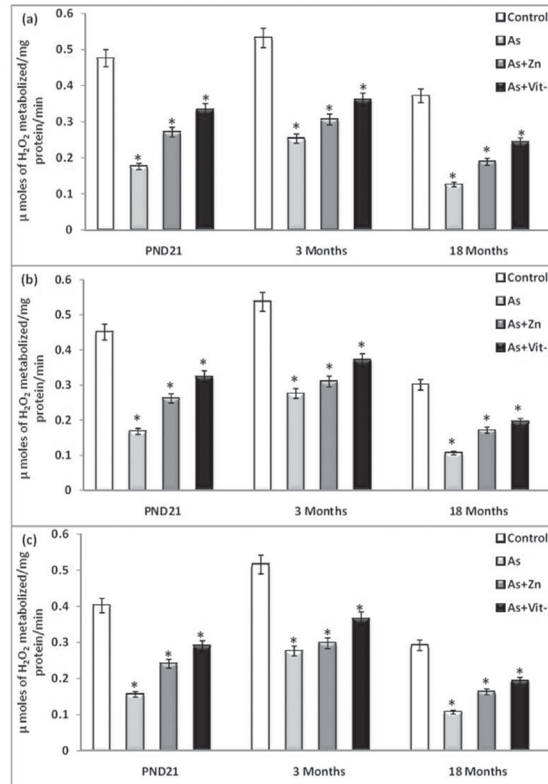 (a)
Control
As
As+Zn
As+Vit-
μ moles of H₂O₂ metabolized/mg
protein/min
0.6
0.5
0.4
0.3
0.2
0.1
0
* * *
* * *
* * *
PND21 3 Months 18 Months
(b)
Control
As
As+Zn
As+Vit-
μ moles of H₂O₂ metabolized/mg
protein/min
0.6
0.5
0.4
0.3
0.2
0.1
0
* * *
* * *
* * *
PND21 3 Months 18 Months
(c)
Control
As
As+Zn
As+Vit-
μ moles of H₂O₂ metabolized/mg
protein/min
0.6
0.5
0.4
0.3
0.2
0.1
0
* * *
* * *
* * *
PND21 3 Months 18 Months